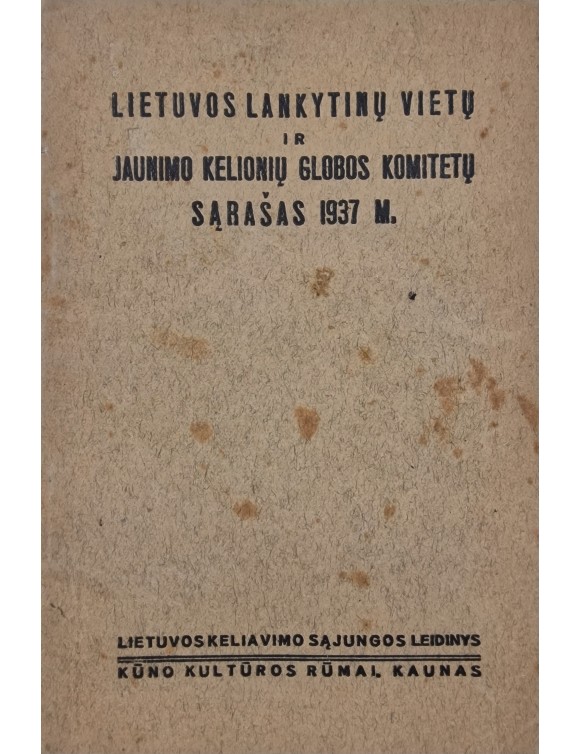 LIETUVOS LANKYTINŲ VIETŲ
IR
JAUNIMO KELIONIŲ GLOBOS KOMITETŲ
SĄRAŠAS 1937 M.
LIETUVOS KELIAVIMO SĄJUNGOS LEIDINYS
KŪNO KULTŪROS RŪMAI. KAUNAS